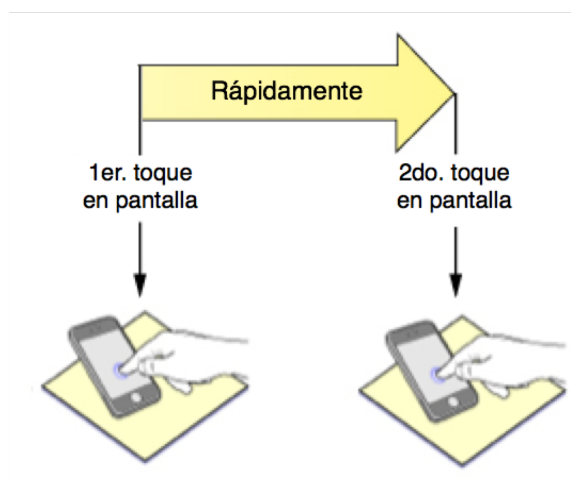 Rápidamente
1er. toque
en pantalla
2do. toque
en pantalla